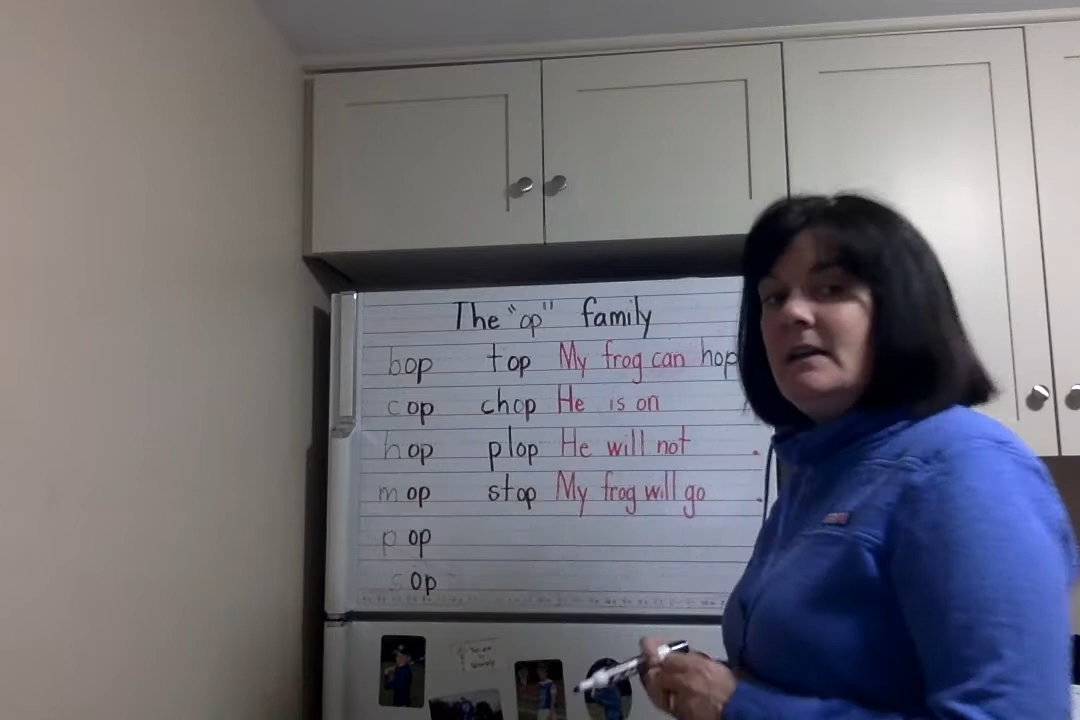 The "op" family
bop top My frog can hop
cop chop He is on
hop plop He will not .
mop stop My frog will go .
pop
sop